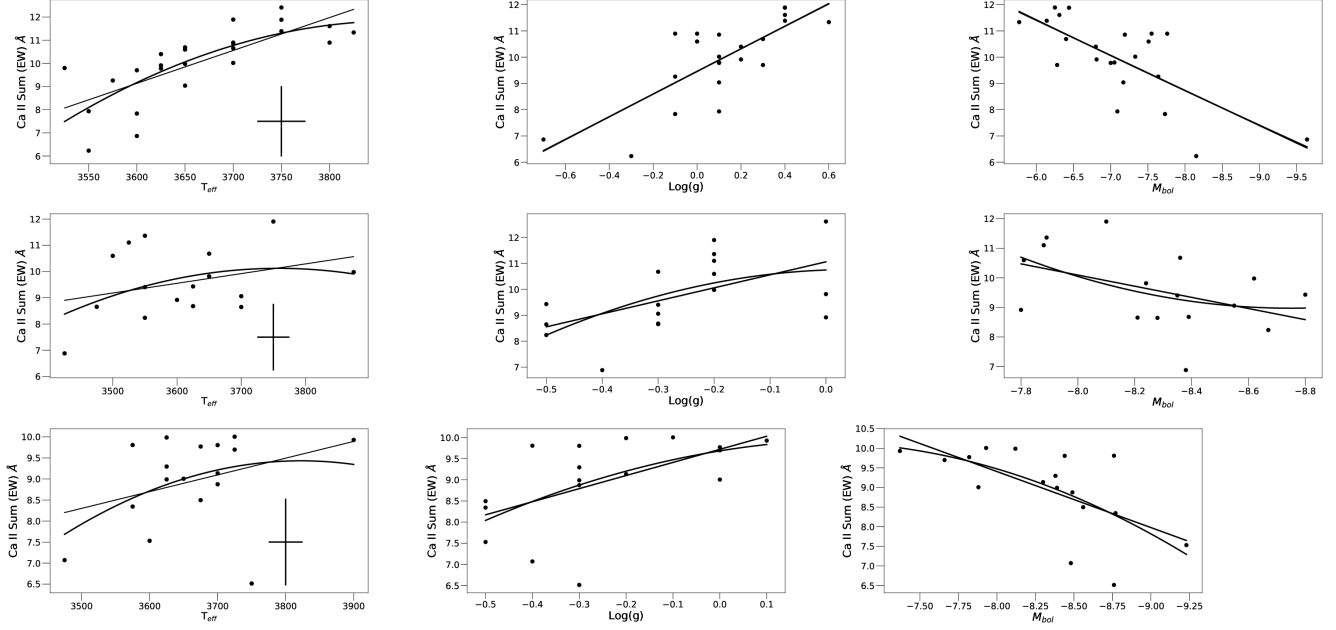 Ca II Sum (EW) Å
12
11
10
9
8
7
6
3550 3600 3650 3700 3750 3800
T_eff
Ca II Sum (EW) Å
12
11
10
9
8
7
6
−0.6 −0.4 −0.2 0.0 0.2 0.4 0.6
Log(g)
Ca II Sum (EW) Å
12
11
10
9
8
7
6
−6.0 −6.5 −7.0 −7.5 −8.0 −8.5 −9.0 −9.5
M_bol
Ca II Sum (EW) Å
12
11
10
9
8
7
6
3500 3600 3700 3800
T_eff
Ca II Sum (EW) Å
12
11
10
9
8
7
−0.5 −0.4 −0.3 −0.2 −0.1 0.0
Log(g)
Ca II Sum (EW) Å
12
11
10
9
8
7
−7.8 −8.0 −8.2 −8.4 −8.6 −8.8
M_bol
Ca II Sum (EW) Å
10.0
9.5
9.0
8.5
8.0
7.5
7.0
6.5
3500 3600 3700 3800 3900
T_eff
Ca II Sum (EW) Å
10.0
9.5
9.0
8.5
8.0
7.5
7.0
6.5
−0.5 −0.4 −0.3 −0.2 −0.1 0.0 0.1
Log(g)
Ca II Sum (EW) Å
10.5
10.0
9.5
9.0
8.5
8.0
7.5
7.0
6.5
−7.50 −7.75 −8.00 −8.25 −8.50 −8.75 −9.00 −9.25
M_bol